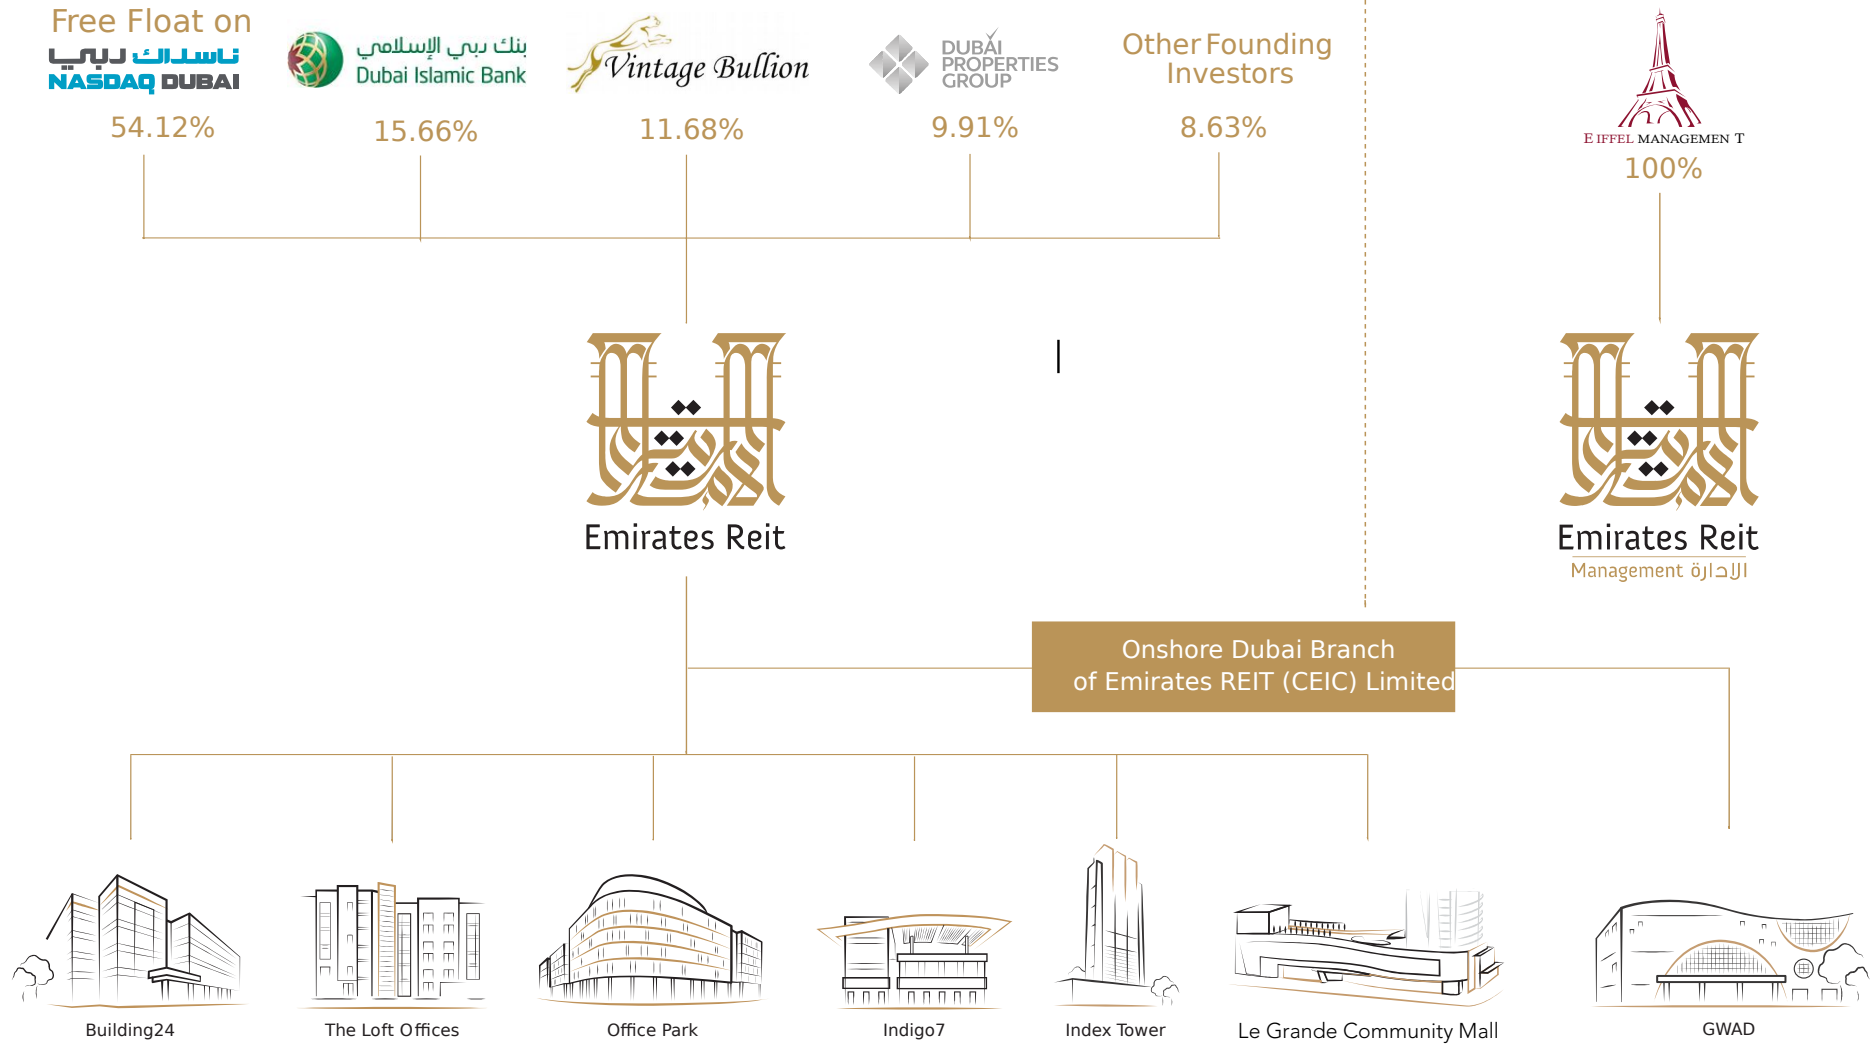 Free Float on
ناسداك دبي
NASDAQ DUBAI
54.12%
بنك دبي الإسلامي
Dubai Islamic Bank
15.66%
Vintage Bullion
11.68%
DUBAI
PROPERTIES
GROUP
9.91%
Other Founding
Investors
8.63%
EIFFEL MANAGEMENT
100%
Emirates Reit
Emirates Reit
Management الإدارة
Onshore Dubai Branch
of Emirates REIT (CEIC) Limited
Building24
The Loft Offices
Office Park
Indigo7
Index Tower
Le Grande Community Mall
GWAD